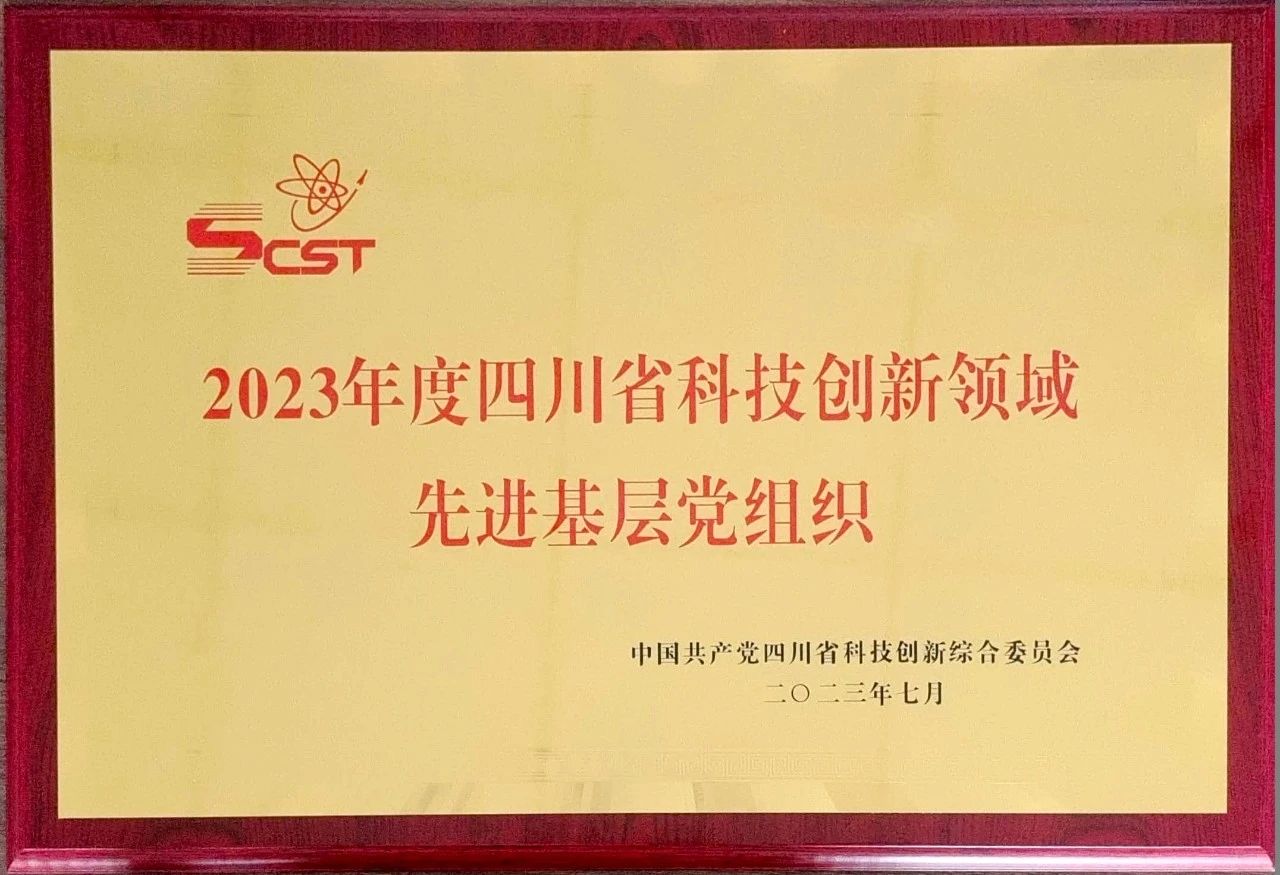 SCST
2023年度四川省科技创新领域
先进基层党组织
中国共产党四川省科技创新综合委员会
二〇二三年七月